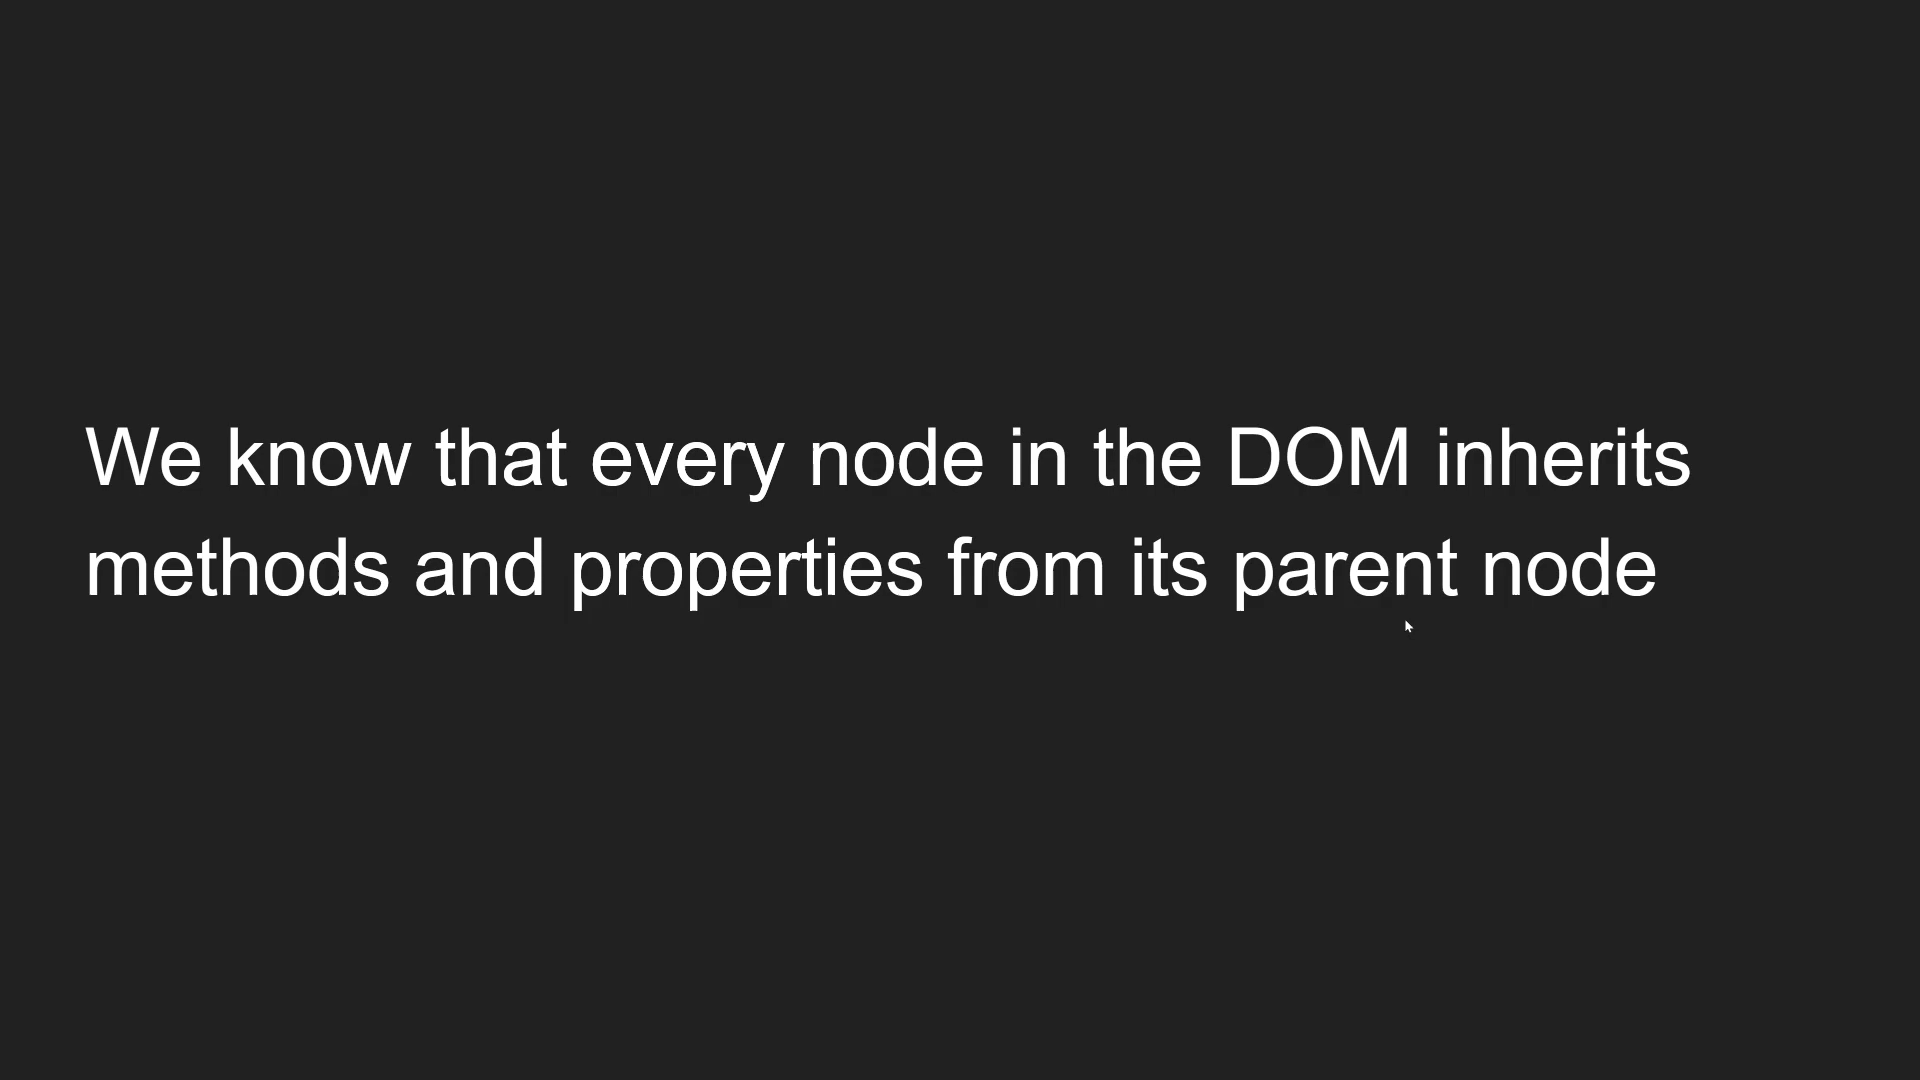 We know that every node in the DOM inherits
methods and properties from its parent node